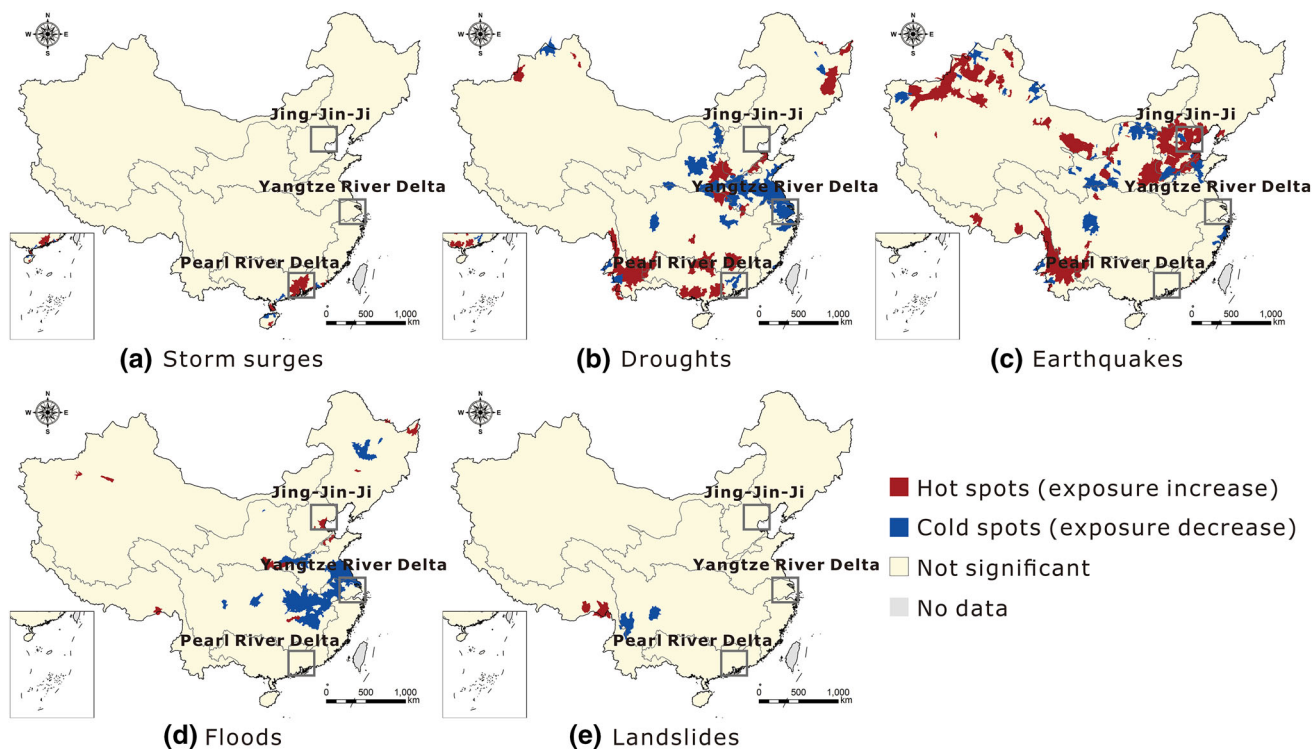 N
W E
S
Jing-Jin-Ji
Yangtze River Delta
Pearl River Delta
0 500 1,000
km
(a) Storm surges
N
W E
S
Jing-Jin-Ji
Yangtze River Delta
Pearl River Delta
0 500 1,000
km
(b) Droughts
N
W E
S
Jing-Jin-Ji
Yangtze River Delta
Pearl River Delta
0 500 1,000
km
(c) Earthquakes
N
W E
S
Jing-Jin-Ji
Yangtze River Delta
Pearl River Delta
0 500 1,000
km
(d) Floods
N
W E
S
Jing-Jin-Ji
Yangtze River Delta
Pearl River Delta
0 500 1,000
km
(e) Landslides
Hot spots (exposure increase)
Cold spots (exposure decrease)
Not significant
No data